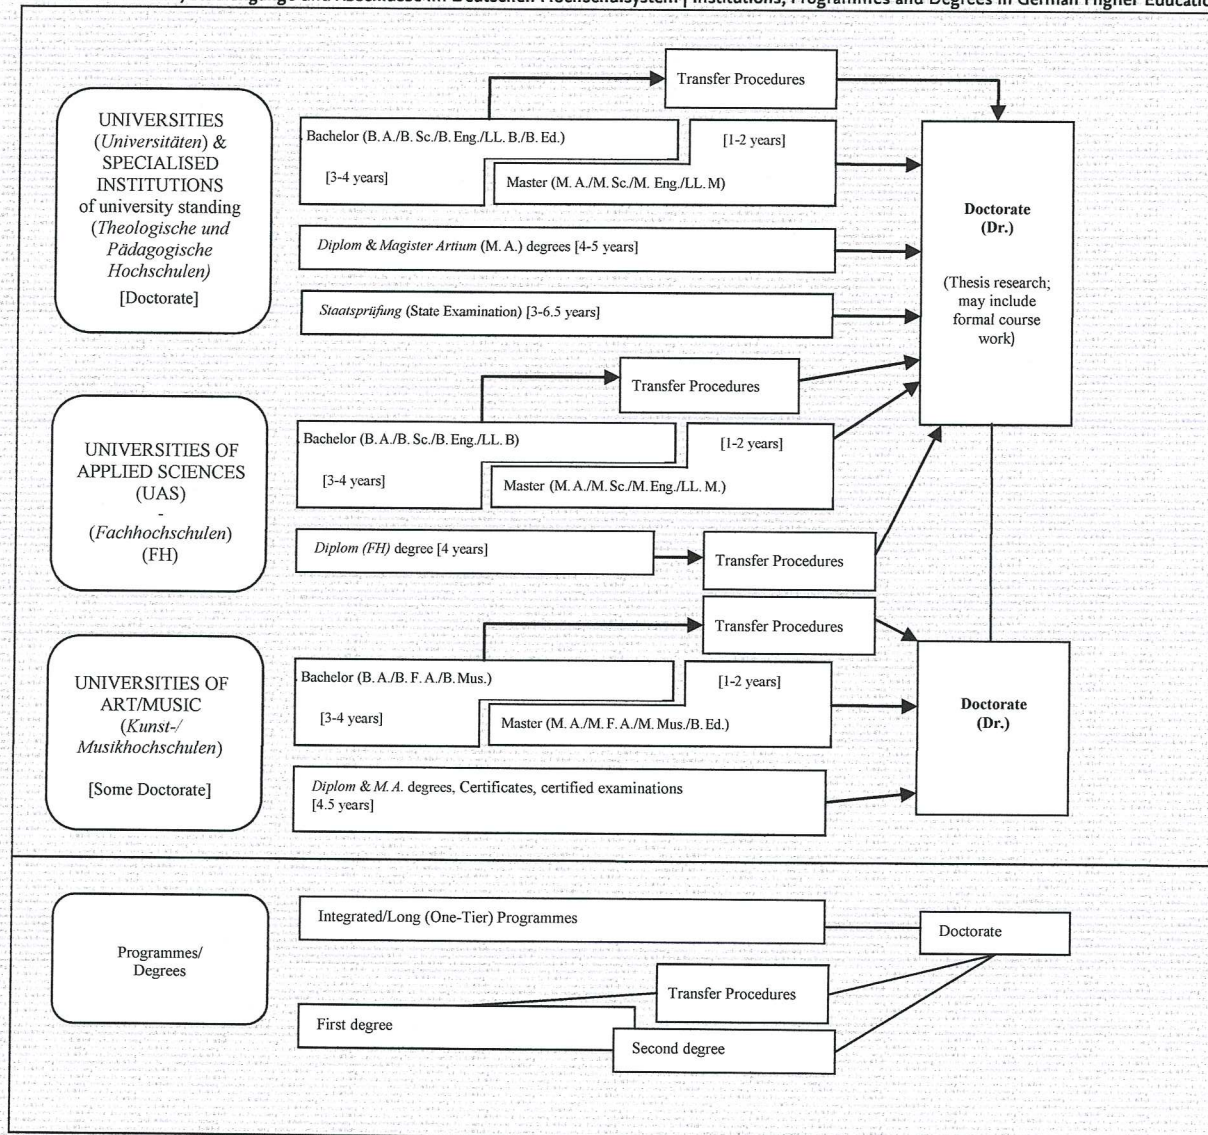 und Abschlüsse im Deutschen Hochschulsystem | Institutions, Programmes and Degrees in German Higher
UNIVERSITIES
(Universitäten) &
SPECIALISED
INSTITUTIONS
of university standing
(Theologische und
Pädagogische
Hochschulen)
[Doctorate]
Transfer Procedures
Bachelor (B. A./B. Sc./B. Eng./LL. B./B. Ed.)
[3-4 years]
[1-2 years]
Master (M. A./M. Sc./M. Eng./LL. M)
Diplom & Magister Artium (M. A.) degrees [4-5 years]
Staatsprüfung (State Examination) [3-6.5 years]
Doctorate
(Dr.)
(Thesis research;
may include
formal course
work)
UNIVERSITIES OF
APPLIED SCIENCES
(UAS)
-
(Fachhochschulen)
(FH)
Transfer Procedures
Bachelor (B. A./B. Sc./B. Eng./LL. B)
[3-4 years]
[1-2 years]
Master (M. A./M. Sc./M. Eng./LL. M.)
Diplom (FH) degree [4 years]
Transfer Procedures
UNIVERSITIES OF
ART/MUSIC
(Kunst-/
Musikhochschulen)
[Some Doctorate]
Transfer Procedures
Bachelor (B. A./B. F. A./B. Mus.)
[3-4 years]
[1-2 years]
Master (M. A./M. F. A./M. Mus./B. Ed.)
Diplom & M. A. degrees, Certificates, certified examinations
[4.5 years]
Doctorate
(Dr.)
Programmes/
Degrees
Integrated/Long (One-Tier) Programmes
Doctorate
Transfer Procedures
First degree
Second degree